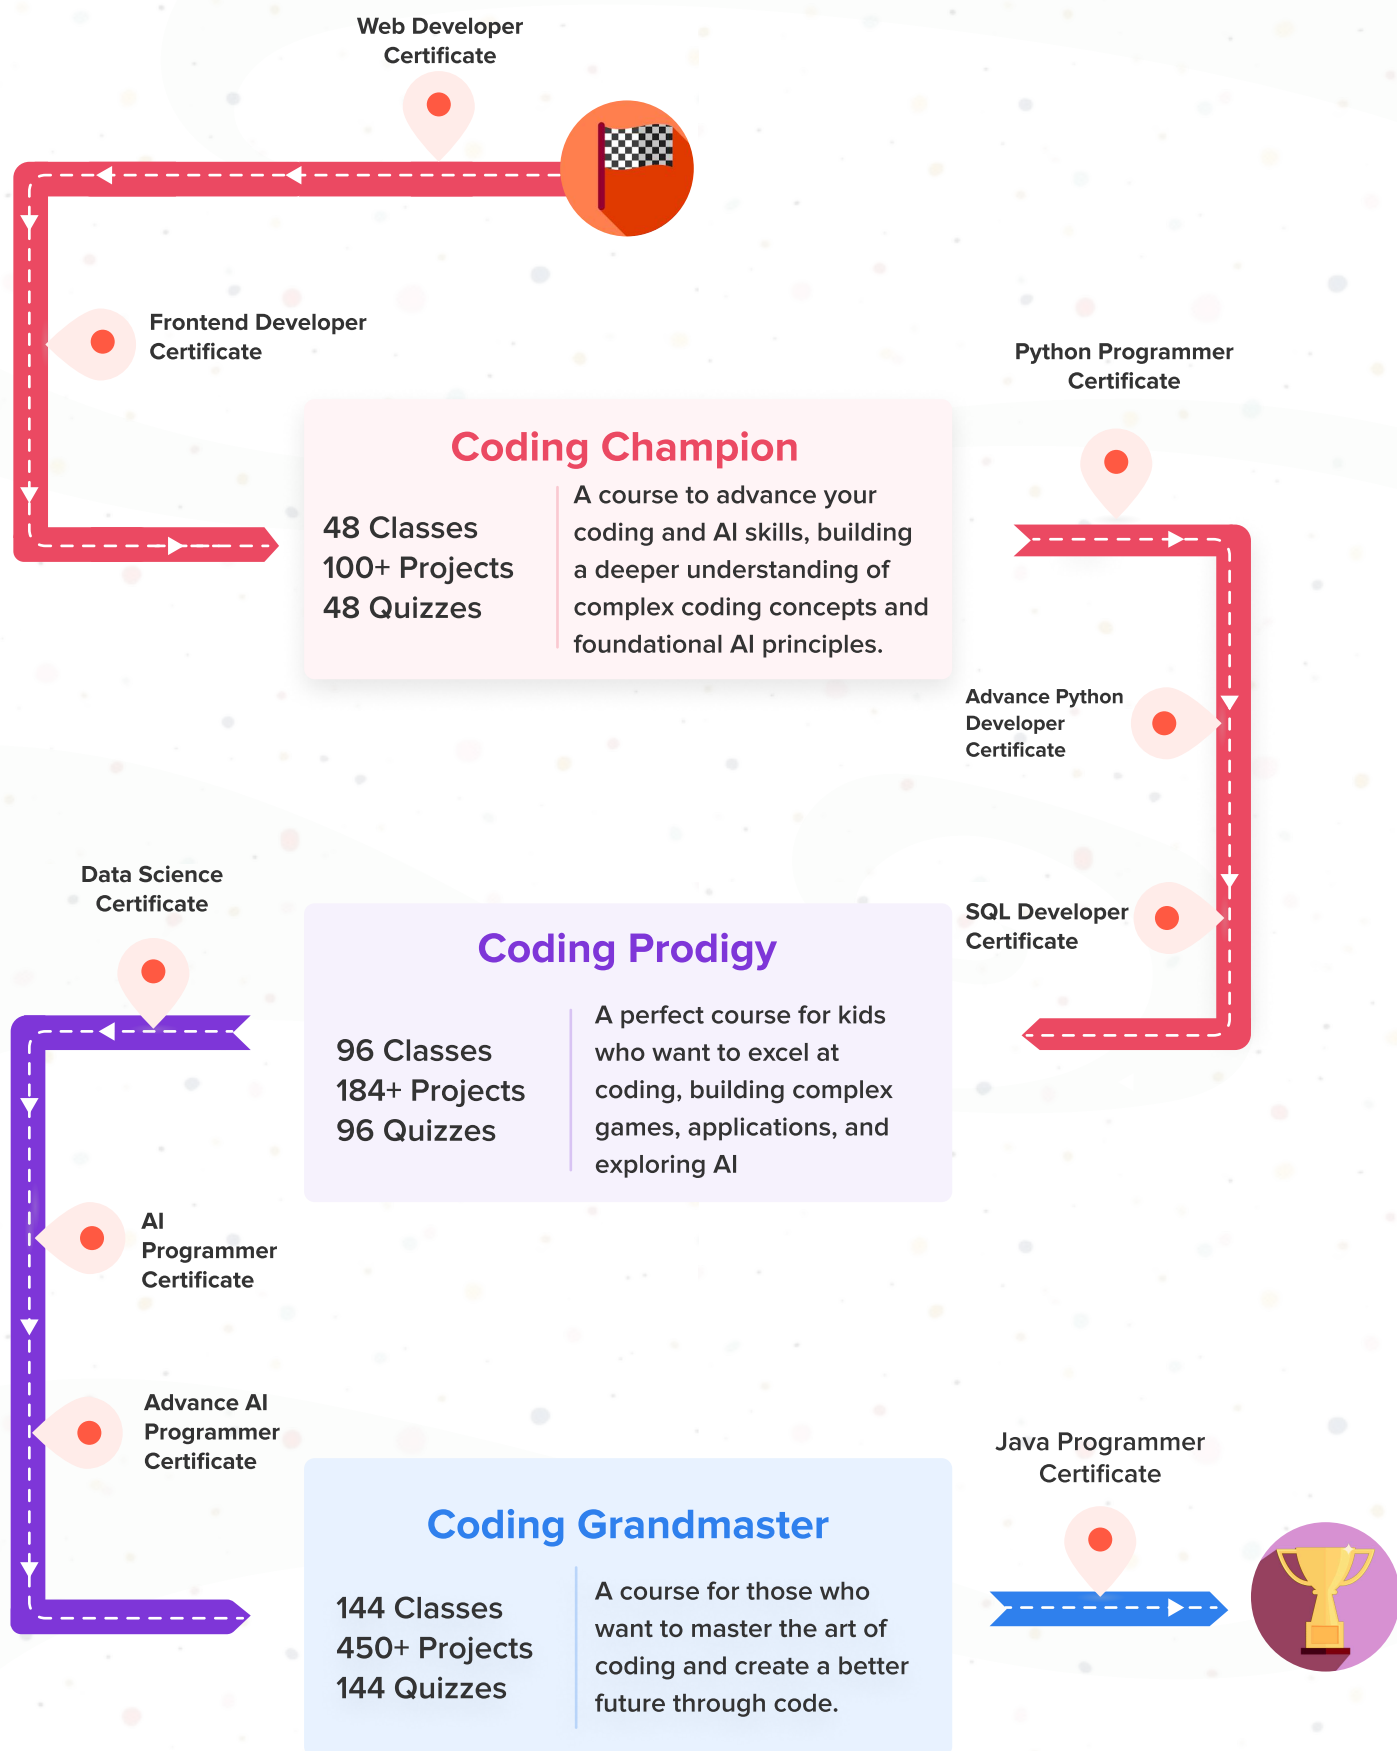 Web Developer
Certificate
Frontend Developer
Certificate
Coding Champion
48 Classes
100+ Projects
48 Quizzes
A course to advance your
coding and AI skills, building
a deeper understanding of
complex coding concepts and
foundational AI principles.
Python Programmer
Certificate
Advance Python
Developer
Certificate
SQL Developer
Certificate
Coding Prodigy
96 Classes
184+ Projects
96 Quizzes
A perfect course for kids
who want to excel at
coding, building complex
games, applications, and
exploring AI
Data Science
Certificate
AI
Programmer
Certificate
Advance AI
Programmer
Certificate
Coding Grandmaster
144 Classes
450+ Projects
144 Quizzes
A course for those who
want to master the art of
coding and create a better
future through code.
Java Programmer
Certificate